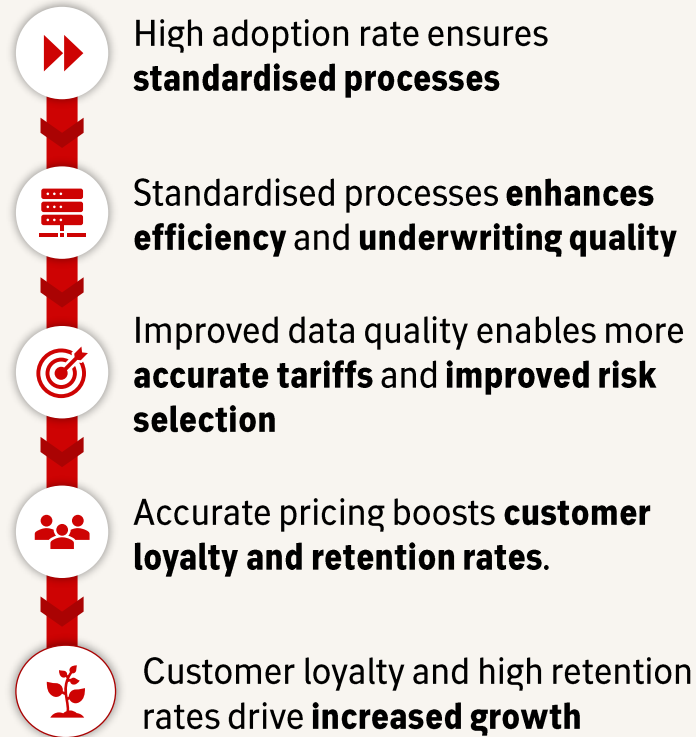 High adoption rate ensures
standardised processes
Standardised processes enhances
efficiency and underwriting quality
Improved data quality enables more
accurate tariffs and improved risk
selection
Accurate pricing boosts customer
loyalty and retention rates.
Customer loyalty and high retention
rates drive increased growth